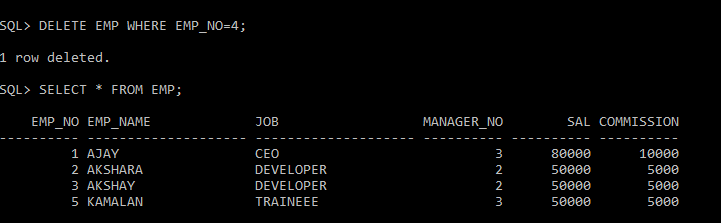 SQL> DELETE EMP WHERE EMP_NO=4;
1 row deleted.
SQL> SELECT * FROM EMP;
EMP_NO EMP_NAME JOB MANAGER_NO SAL COMMISSION
---------- -------------------- -------------------- ---------- ---------- ----------
1 AJAY CEO 3 80000 10000
2 AKSHARA DEVELOPER 2 50000 5000
3 AKSHAY DEVELOPER 2 50000 5000
5 KAMALAN TRAINEEE 3 50000 5000